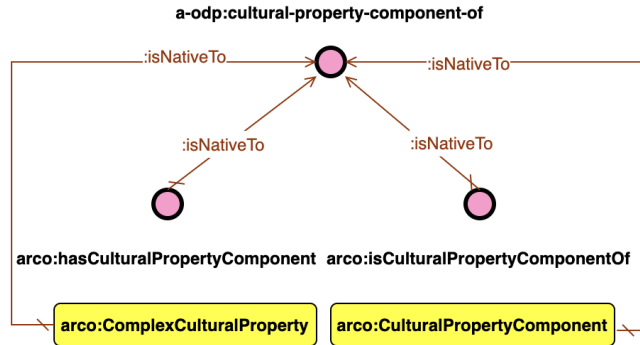 a-odp:cultural-property-component-of
:isNativeTo
:isNativeTo
:isNativeTo
:isNativeTo
arco:hasCulturalPropertyComponent
arco:isCulturalPropertyComponentOf
arco:ComplexCulturalProperty
arco:CulturalPropertyComponent